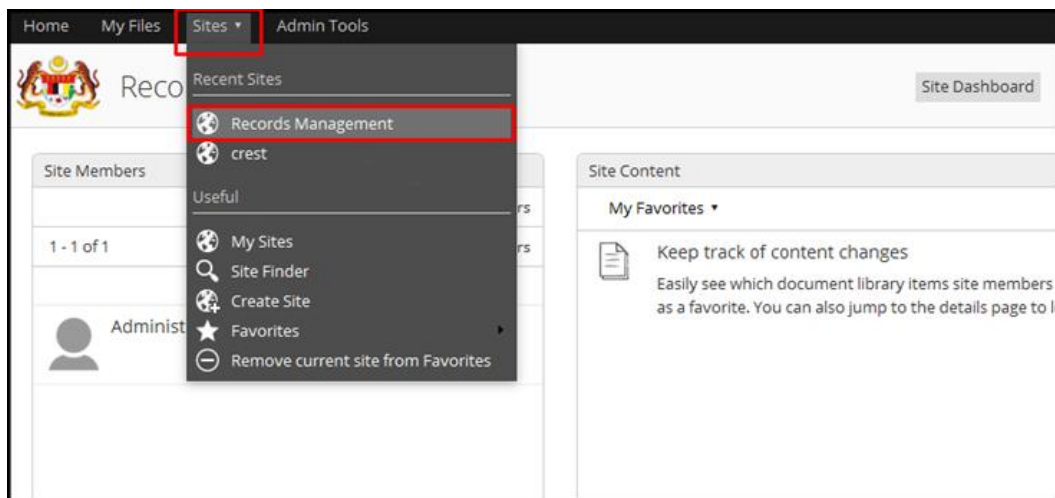 Home My Files Sites Admin Tools
Recent Sites
Reco
Site Dashboard
Records Management
crest
Site Members
Site Content
Useful
rs
My Favorites
1 - 1 of 1
My Sites
rs
Keep track of content changes
Site Finder
Easily see which document library items site members
Create Site
as a favorite. You can also jump to the details page to l
Administ
Favorites
Remove current site from Favorites